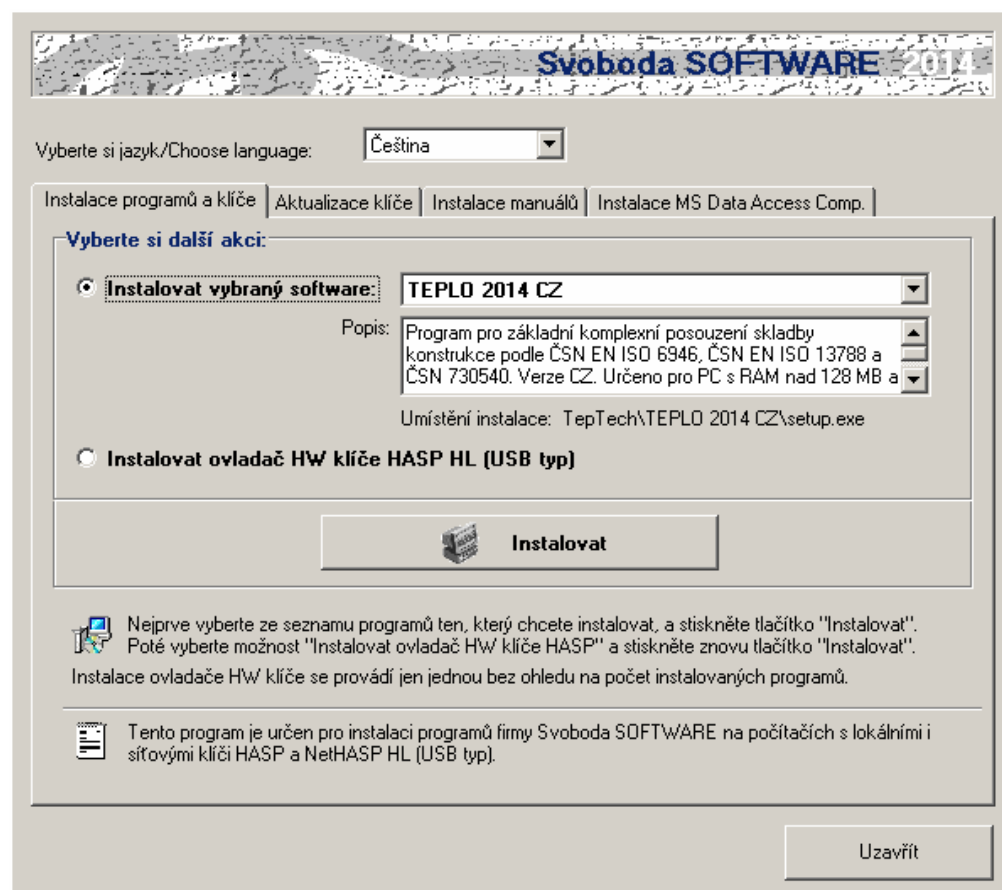 Svoboda SOFTWARE 2014
Vyberte si jazyk/Choose language: Čeština
Instalace programů a klíče Aktualizace klíče Instalace manuálů Instalace MS Data Access Comp.
Vyberte si další akci:
Instalovat vybraný software: TEPLO 2014 CZ
Popis: Program pro základní komplexní posouzení skladby
konstrukce podle ČSN EN ISO 6946, ČSN EN ISO 13788 a
ČSN 730540. Verze CZ. Určeno pro PC s RAM nad 128 MB a
Umístění instalace: TepTech\TEPLO 2014 CZ\setup.exe
Instalovat ovladač HW klíče HASP HL (USB typ)
Instalovat
Nejprve vyberte ze seznamu programů ten, který chcete instalovat, a stiskněte tlačítko "Instalovat".
Poté vyberte možnost "Instalovat ovladač HW klíče HASP" a stiskněte znovu tlačítko "Instalovat".
Instalace ovladače HW klíče se provádí jen jednou bez ohledu na počet instalovaných programů.
Tento program je určen pro instalaci programů firmy Svoboda SOFTWARE na počítačích s lokálními i
síťovými klíči HASP a NetHASP HL (USB typ).
Uzavřít